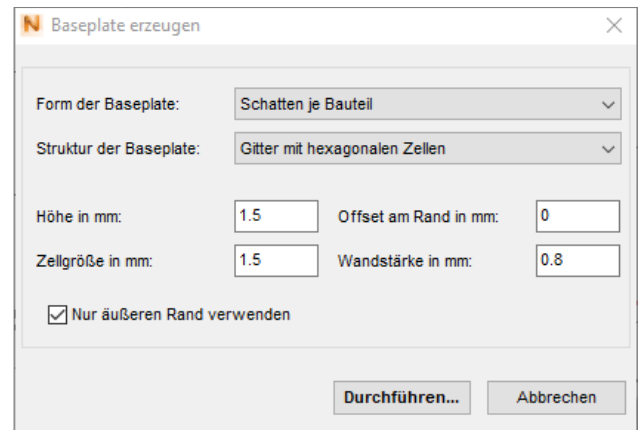 Baseplate erzeugen
Form der Baseplate: Schatten je Bauteil
Struktur der Baseplate: Gitter mit hexagonalen Zellen
Höhe in mm: 1.5 Offset am Rand in mm: 0
Zellgröße in mm: 1.5 Wandstärke in mm: 0.8
Nur äußeren Rand verwenden
Durchführen... Abbrechen